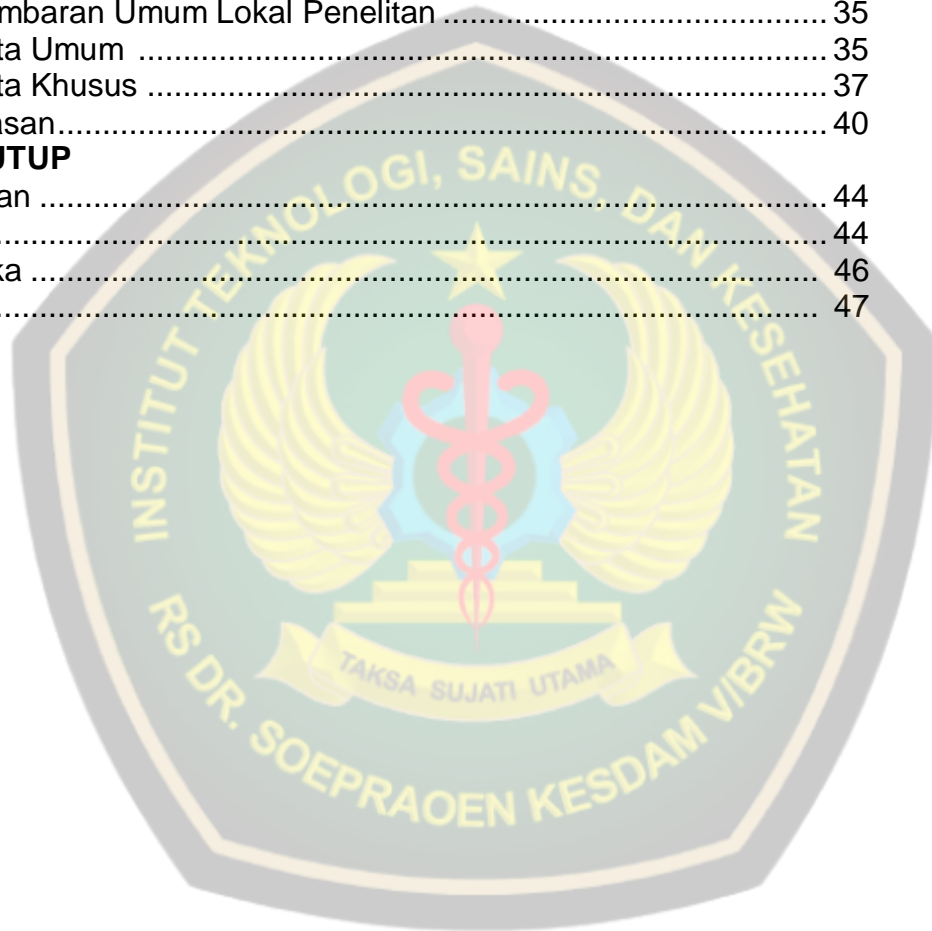 mbaran Umum Lokal Penelitan ........................................... 35
ta Umum ............................................................................. 35
ta Khusus ............................................................................ 37
asan...................................................................................... 40
UTUP
an ........................................................................................ 44
............................................................................................. 44
ka ........................................................................................ 46
............................................................................................. 47
INSTITUT TEKNOLOGI, SAINS, DAN KESEHATAN
TAKSA SUJATI UTAMA
RS DR. SOEPRAOEN KESDAM V/BRW